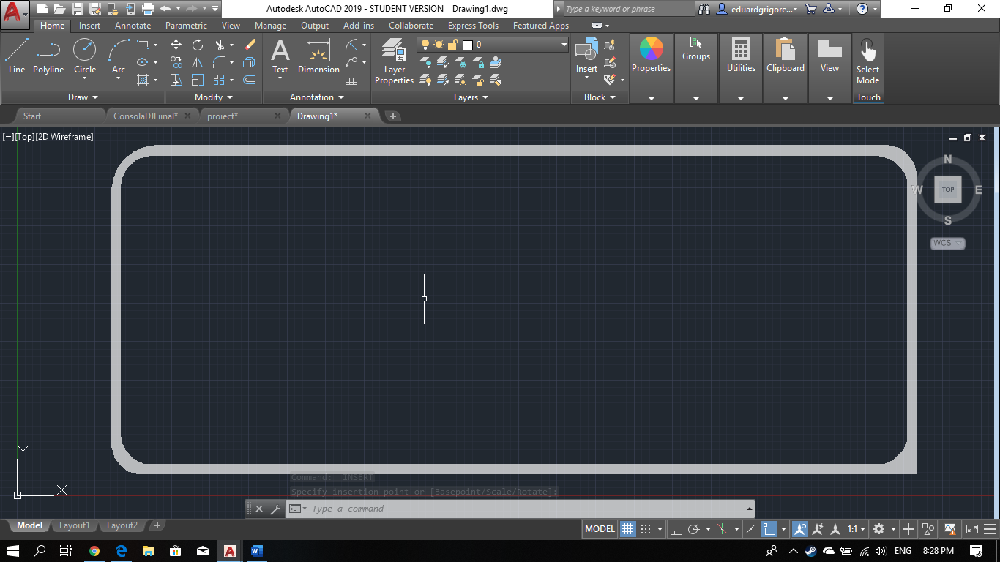 Autodesk AutoCAD 2019 - STUDENT VERSION Drawing1.dwg
Type a keyword or phrase
eduardgrigore...
Home Insert Annotate Parametric View Manage Output Add-ins Collaborate Express Tools Featured Apps
0
Line Polyline Circle Arc
Text Dimension
Layer Properties
Insert
Properties
Groups
Utilities
Clipboard
View
Select Mode
Draw Modify Annotation Layers Block Touch
Start ConsolaDJFiinal* proiect* Drawing1*
[−][Top][2D Wireframe]
N
W TOP E
S
WCS
Y
X
Command: _INSERT
Specify insertion point or [Basepoint/Scale/Rotate]:
Type a command
Model Layout1 Layout2
MODEL 1:1
ENG 8:28 PM